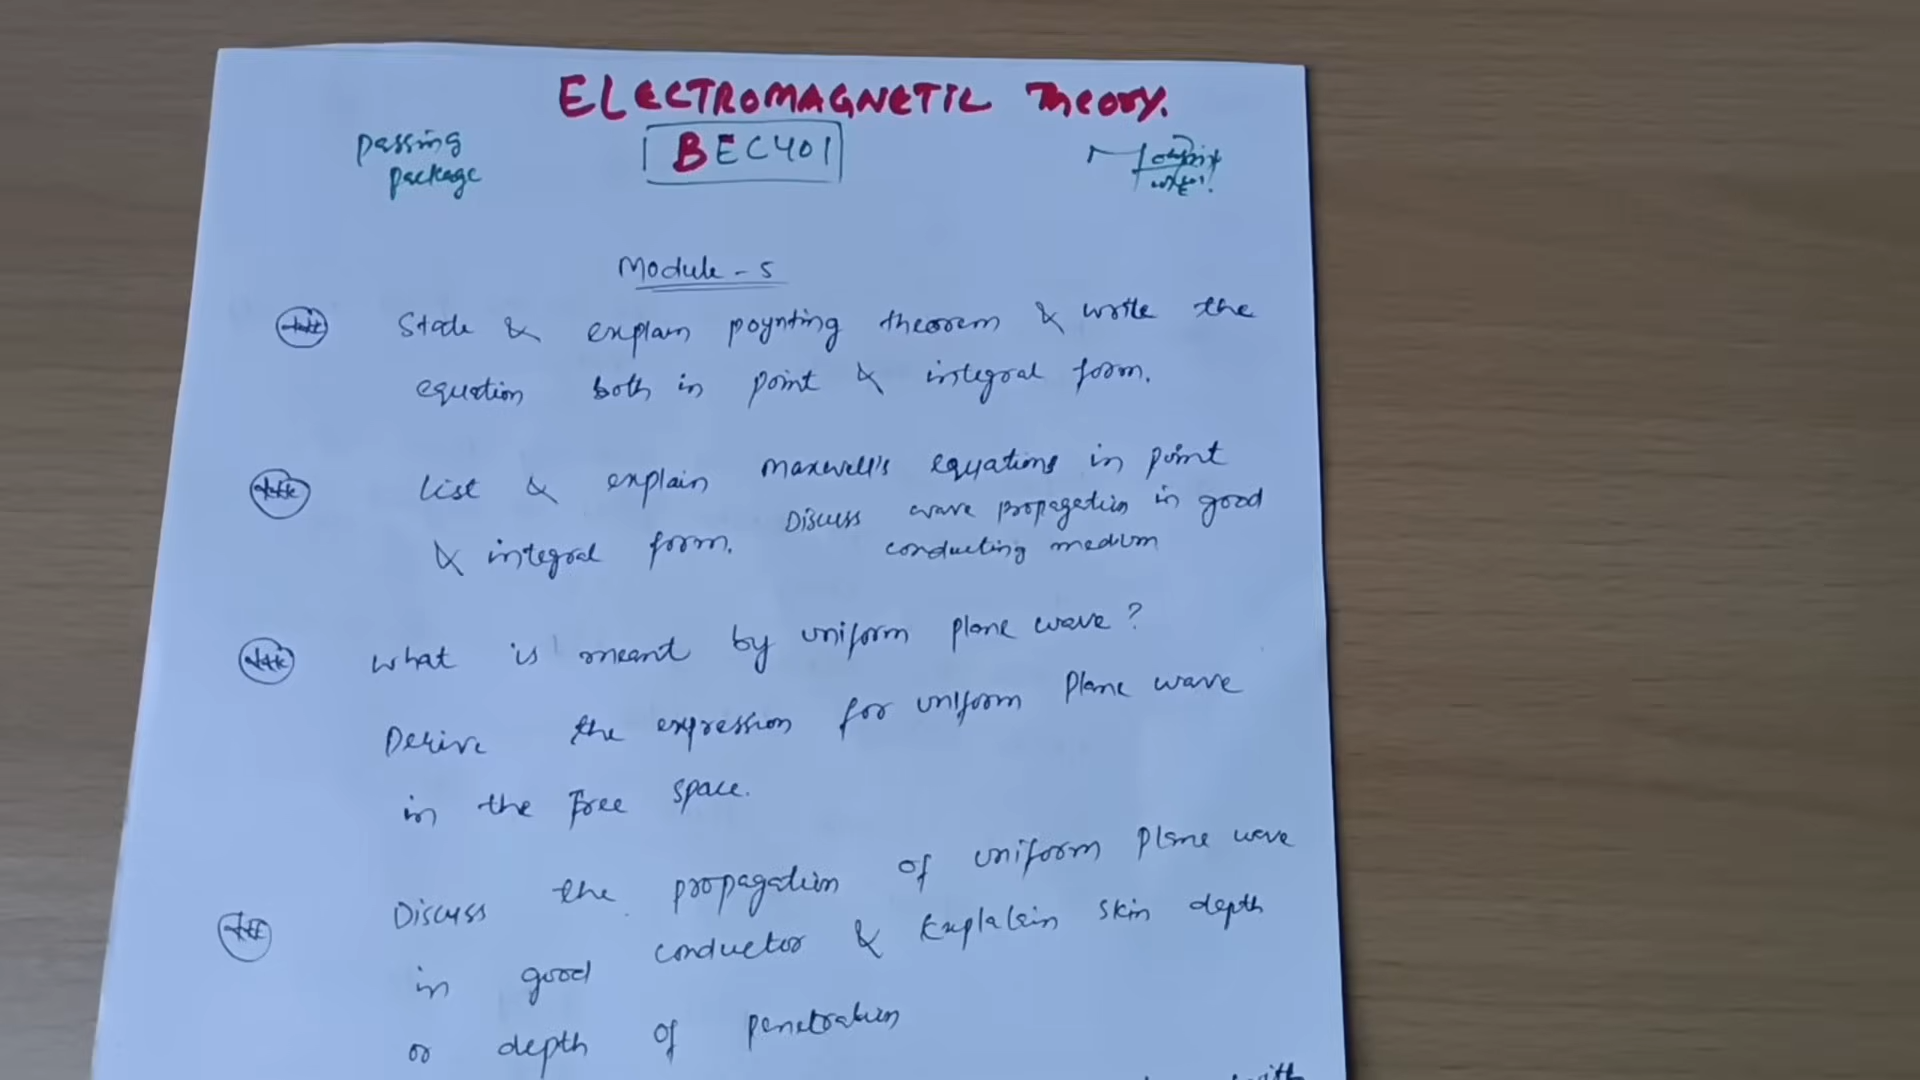 ELECTROMAGNETIC Theory.
passing
package
BEC401
Module - 5
State & explain poynting theorem & write the
equation both in point & integral form.
List & explain Maxwell's equations in point
& integral form. Discuss wave propagation in good
conducting medium
What is meant by uniform plane wave?
Derive the expression for uniform plane wave
in the Free space.
Discuss the propagation of uniform plane wave
in good conductor & Explalain skin depth
or depth of penetration
with